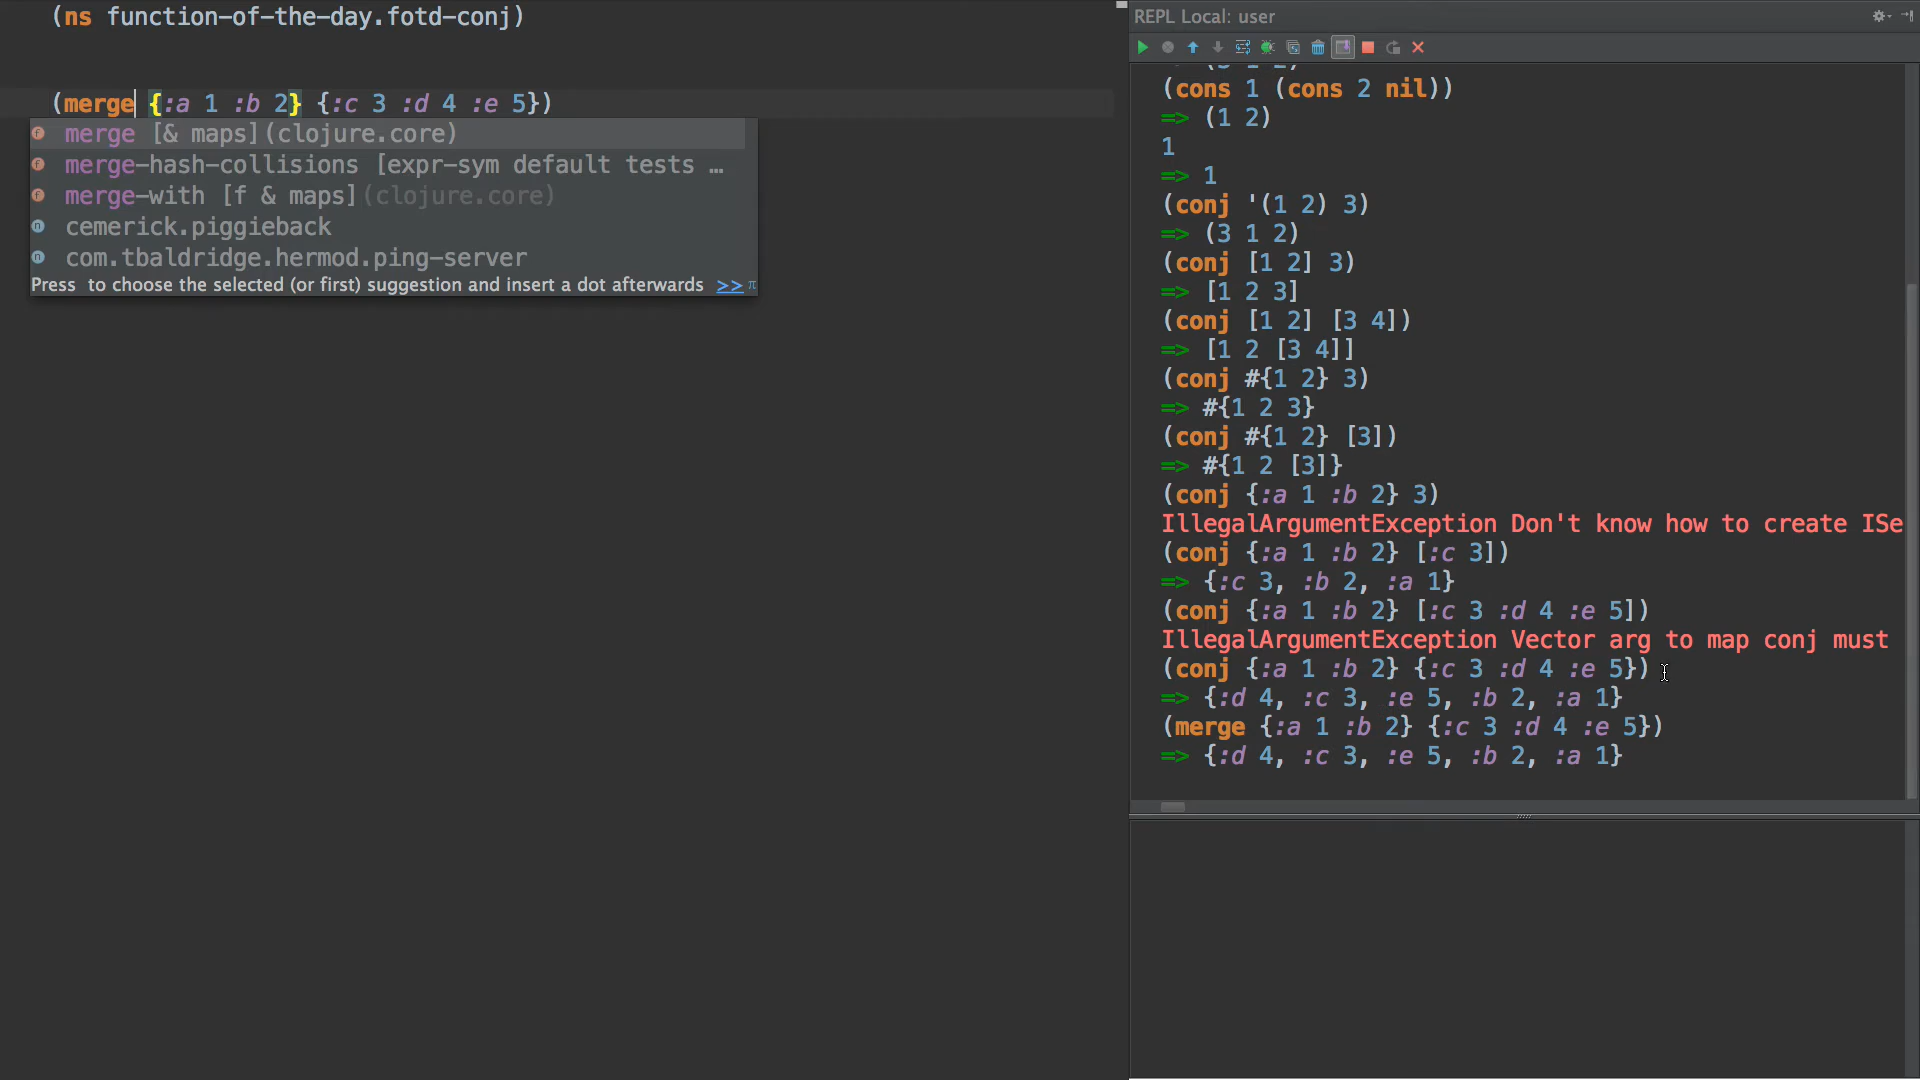 (ns function-of-the-day.fotd-conj)
(merge {:a 1 :b 2} {:c 3 :d 4 :e 5})
merge [& maps](clojure.core)
merge-hash-collisions [expr-sym default tests …
merge-with [f & maps](clojure.core)
cemerick.piggieback
com.tbaldridge.hermod.ping-server
Press  to choose the selected (or first) suggestion and insert a dot afterwards >> π
REPL Local: user
(cons 1 (cons 2 nil))
=> (1 2)
1
=> 1
(conj '(1 2) 3)
=> (3 1 2)
(conj [1 2] 3)
=> [1 2 3]
(conj [1 2] [3 4])
=> [1 2 [3 4]]
(conj #{1 2} 3)
=> #{1 2 3}
(conj #{1 2} [3])
=> #{1 2 [3]}
(conj {:a 1 :b 2} 3)
IllegalArgumentException Don't know how to create ISe
(conj {:a 1 :b 2} [:c 3])
=> {:c 3, :b 2, :a 1}
(conj {:a 1 :b 2} [:c 3 :d 4 :e 5])
IllegalArgumentException Vector arg to map conj must
(conj {:a 1 :b 2} {:c 3 :d 4 :e 5})
=> {:d 4, :c 3, :e 5, :b 2, :a 1}
(merge {:a 1 :b 2} {:c 3 :d 4 :e 5})
=> {:d 4, :c 3, :e 5, :b 2, :a 1}